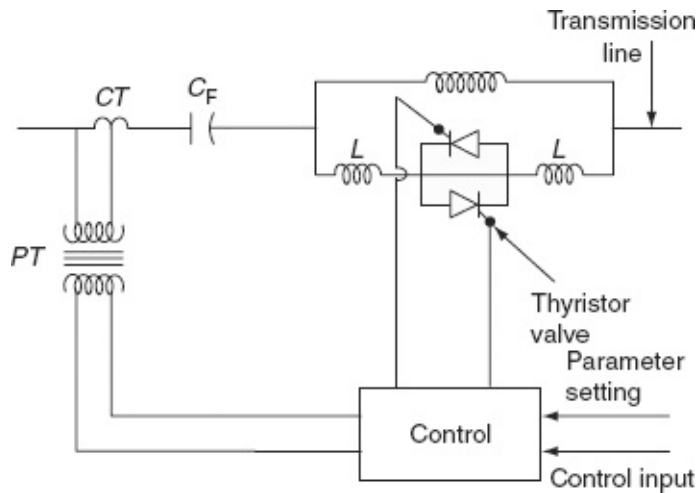 Transmission
line
CT
C_F
L
L
PT
Thyristor
valve
Parameter
setting
Control
Control input